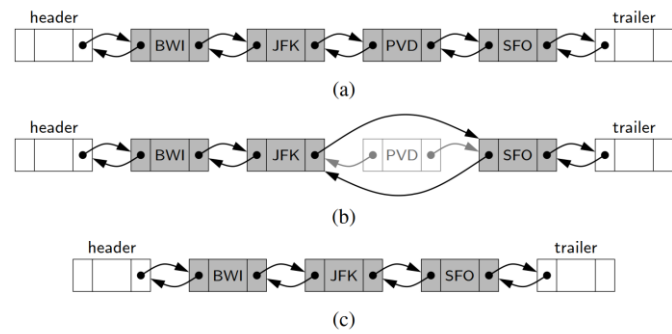 header trailer
BWI JFK PVD SFO
(a)
header trailer
BWI JFK PVD SFO
(b)
header trailer
BWI JFK SFO
(c)